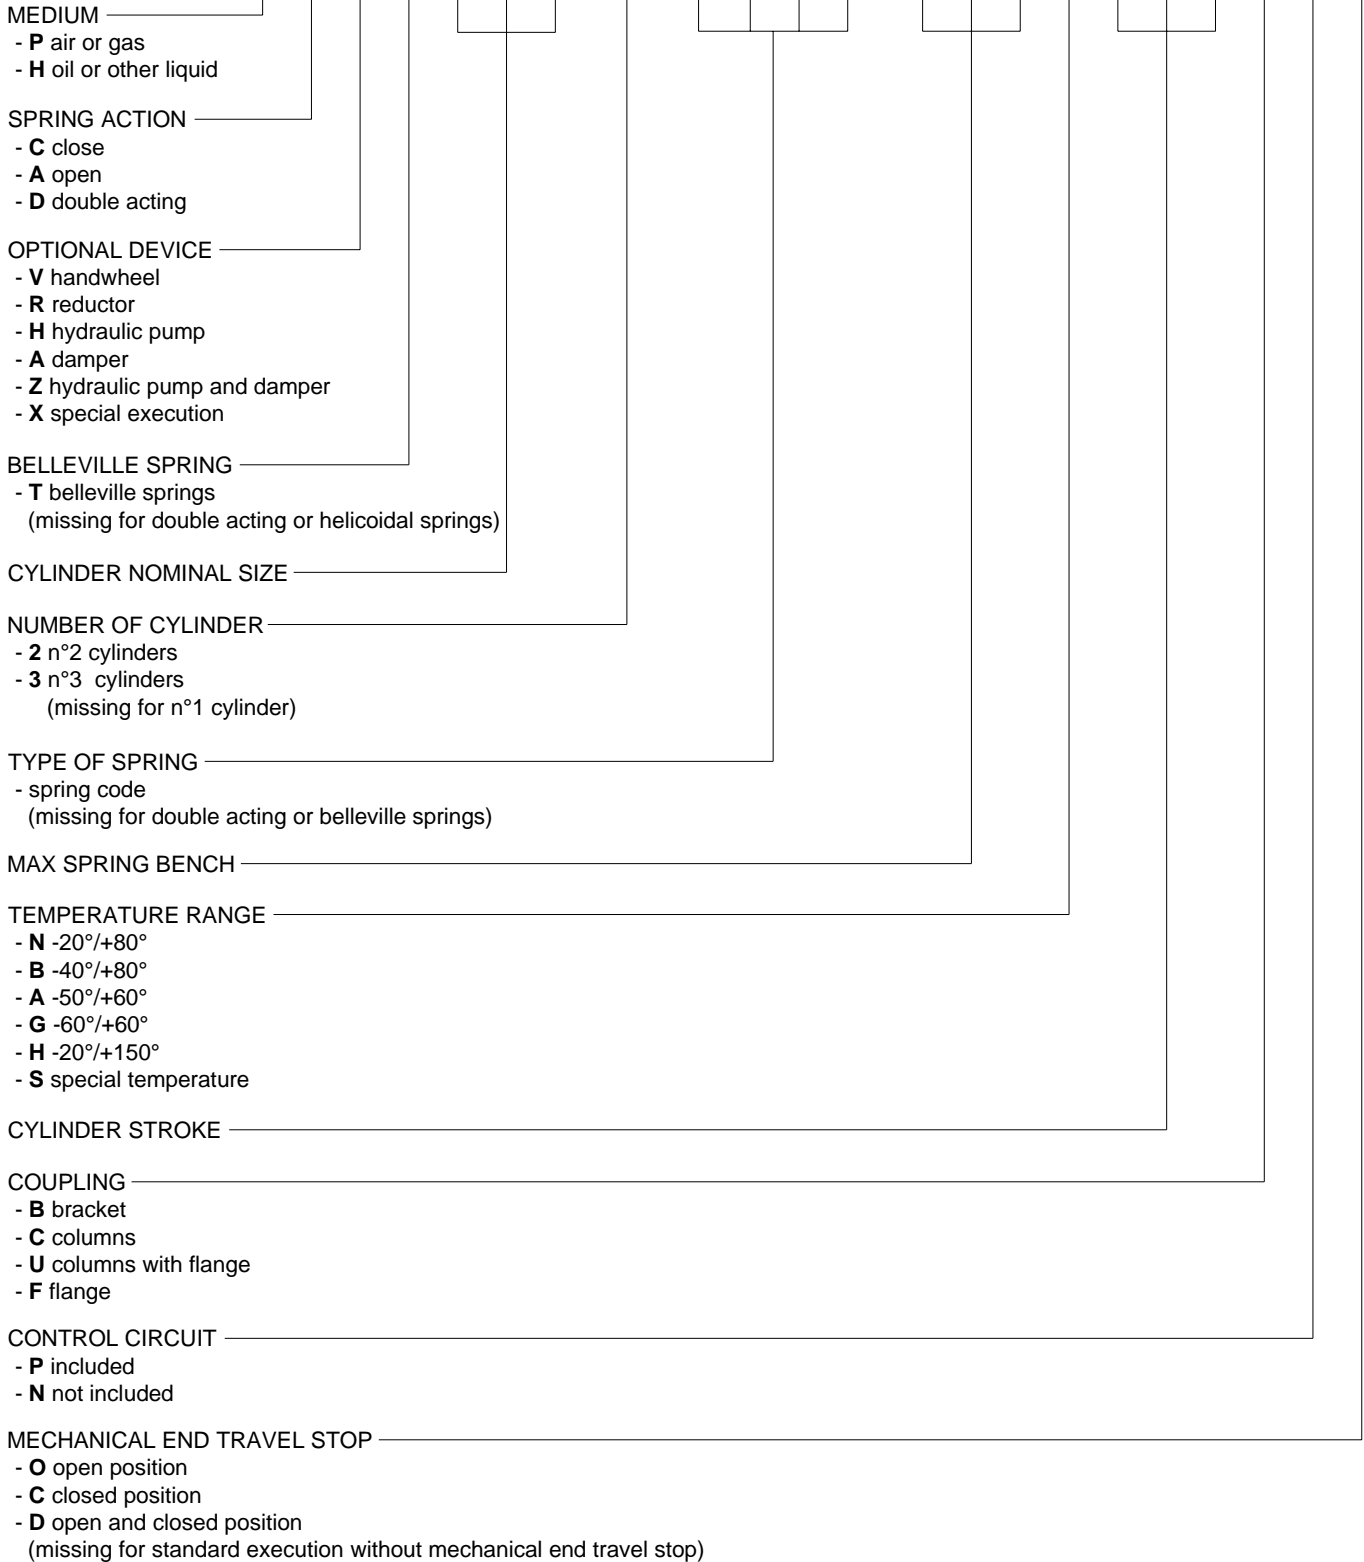 MEDIUM
- P air or gas
- H oil or other liquid
SPRING ACTION
- C close
- A open
- D double acting
OPTIONAL DEVICE
- V handwheel
- R reductor
- H hydraulic pump
- A damper
- Z hydraulic pump and damper
- X special execution
BELLEVILLE SPRING
- T belleville springs
(missing for double acting or helicoidal springs)
CYLINDER NOMINAL SIZE
NUMBER OF CYLINDER
- 2 n°2 cylinders
- 3 n°3 cylinders
(missing for n°1 cylinder)
TYPE OF SPRING
- spring code
(missing for double acting or belleville springs)
MAX SPRING BENCH
TEMPERATURE RANGE
- N -20°/+80°
- B -40°/+80°
- A -50°/+60°
- G -60°/+60°
- H -20°/+150°
- S special temperature
CYLINDER STROKE
COUPLING
- B bracket
- C columns
- U columns with flange
- F flange
CONTROL CIRCUIT
- P included
- N not included
MECHANICAL END TRAVEL STOP
- O open position
- C closed position
- D open and closed position
(missing for standard execution without mechanical end travel stop)